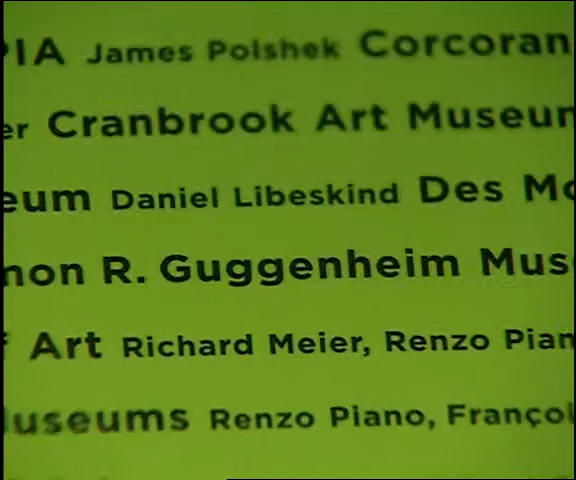 PIA James Polshek Corcoran
er Cranbrook Art Museum
eum Daniel Libeskind Des Mo
mon R. Guggenheim Muse
f Art Richard Meier, Renzo Pian
Museums Renzo Piano, Françoi